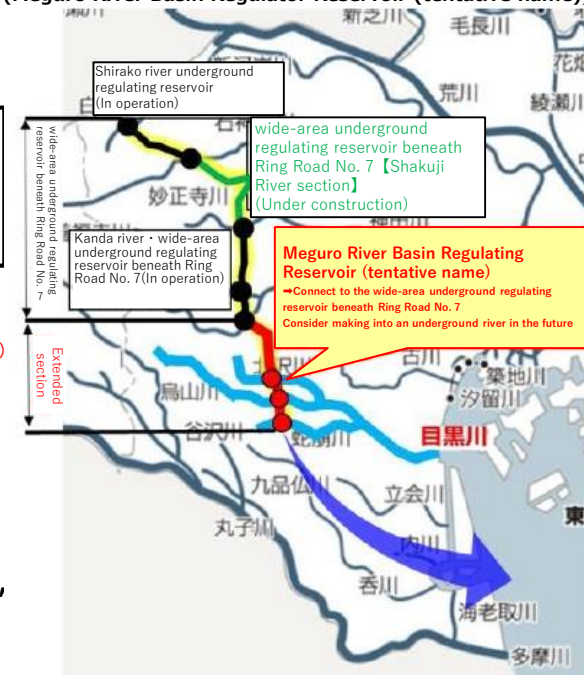 新芝川
毛長川
Shirako river underground
regulating reservoir
(In operation)
荒川
綾瀬川
wide-area underground
regulating reservoir beneath
Ring Road No. 7【Shakuji
River section】
(Under construction)
wide-area underground regulating
reservoir beneath Ring Road No. 7
妙正寺川
Kanda river・wide-area
underground regulating
reservoir beneath Ring
Road No. 7(In operation)
Meguro River Basin Regulating
Reservoir (tentative name)
➡Connect to the wide-area underground regulating
reservoir beneath Ring Road No. 7
Consider making into an underground river in the future
Extended
section
古川
築地川
汐留川
烏山川
谷沢川
蛇崩川
目黒川
九品仏川
立会川
丸子川
内川
呑川
海老取川
多摩川